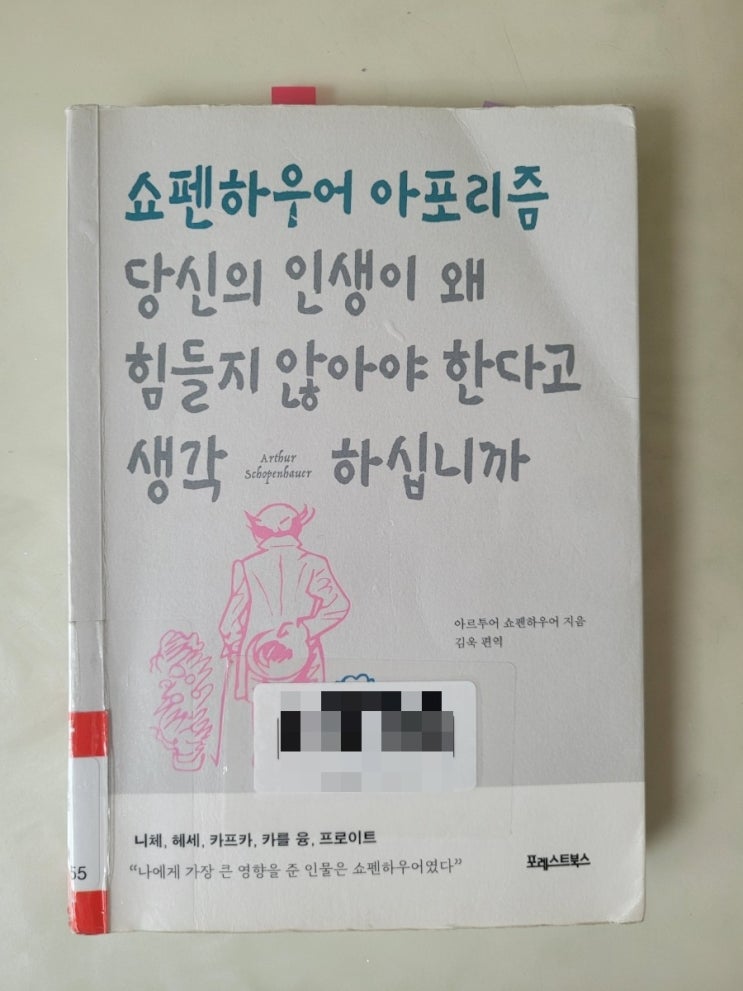 쇼펜하우어 아포리즘
당신의 인생이 왜
힘들지 않아야 한다고
생각 하십니까
Arthur
Schopenhauer
아르투어 쇼펜하우어 지음
김욱 편역
55
니체, 헤세, 카프카, 카를 융, 프로이트
“나에게 가장 큰 영향을 준 인물은 쇼펜하우어였다”
포레스트북스